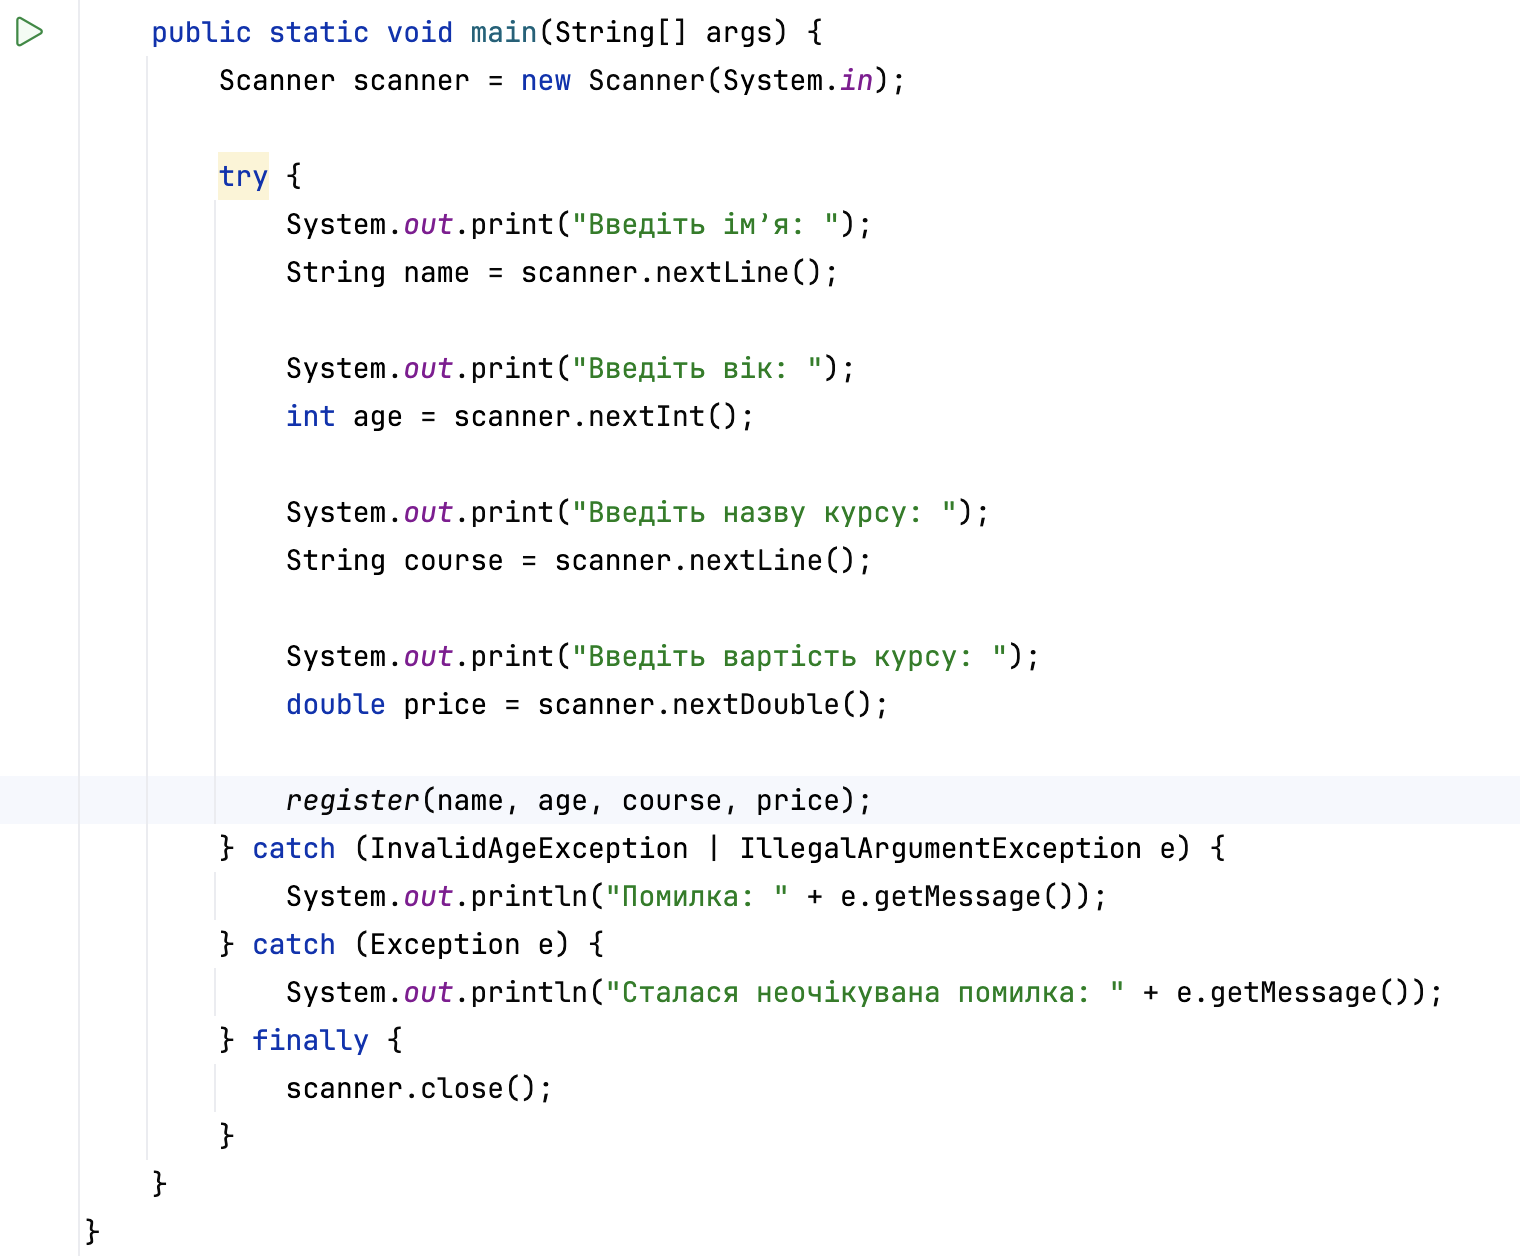 public static void main(String[] args) {
Scanner scanner = new Scanner(System.in);
try {
System.out.print("Введіть ім’я: ");
String name = scanner.nextLine();
System.out.print("Введіть вік: ");
int age = scanner.nextInt();
System.out.print("Введіть назву курсу: ");
String course = scanner.nextLine();
System.out.print("Введіть вартість курсу: ");
double price = scanner.nextDouble();
register(name, age, course, price);
} catch (InvalidAgeException | IllegalArgumentException e) {
System.out.println("Помилка: " + e.getMessage());
} catch (Exception e) {
System.out.println("Сталася неочікувана помилка: " + e.getMessage());
} finally {
scanner.close();
}
}
}